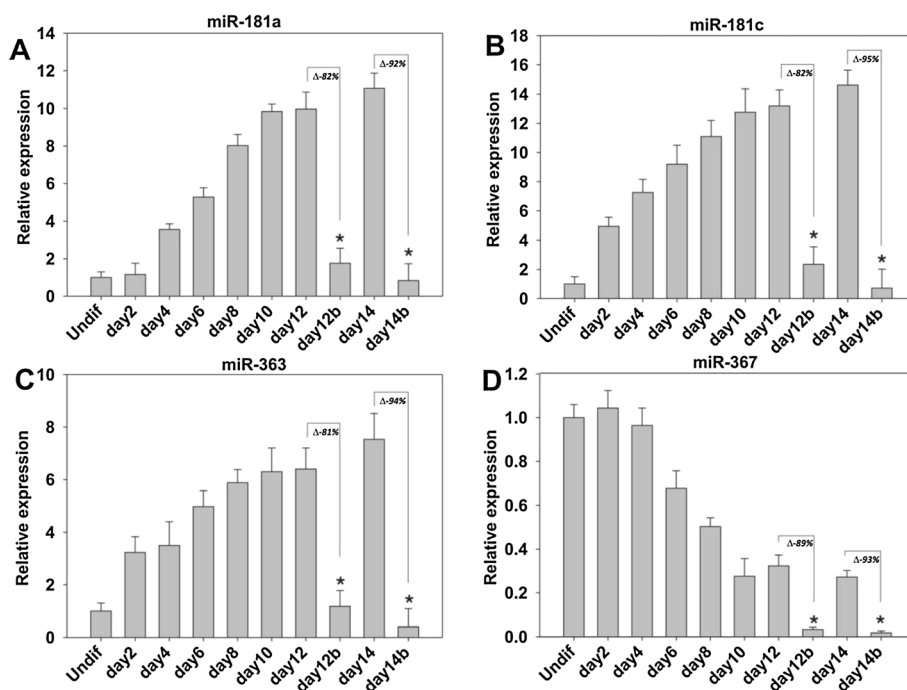 A
miR-181a
Relative expression
14
12
10
8
6
4
2
0
Δ-82%
Δ-92%
*
*
Undif
day2
day4
day6
day8
day10
day12
day12b
day14
day14b
B
miR-181c
Relative expression
18
16
14
12
10
8
6
4
2
0
Δ-82%
Δ-95%
*
*
Undif
day2
day4
day6
day8
day10
day12
day12b
day14
day14b
C
miR-363
Relative expression
10
8
6
4
2
0
Δ-81%
Δ-94%
*
*
Undif
day2
day4
day6
day8
day10
day12
day12b
day14
day14b
D
miR-367
Relative expression
1.2
1.0
0.8
0.6
0.4
0.2
0.0
Δ-89%
Δ-93%
*
*
Undif
day2
day4
day6
day8
day10
day12
day12b
day14
day14b